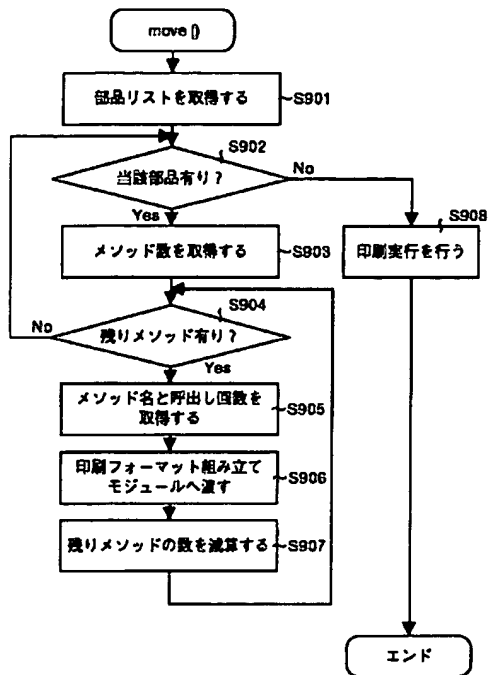 move ()
部品リストを取得する
S901
S902
当該部品有り?
No
Yes
メソッド数を取得する
S903
S908
印刷実行を行う
S904
残りメソッド有り?
No
Yes
メソッド名と呼出し回数を
取得する
S905
印刷フォーマット組み立て
モジュールへ渡す
S906
残りメソッドの数を減算する
S907
エンド